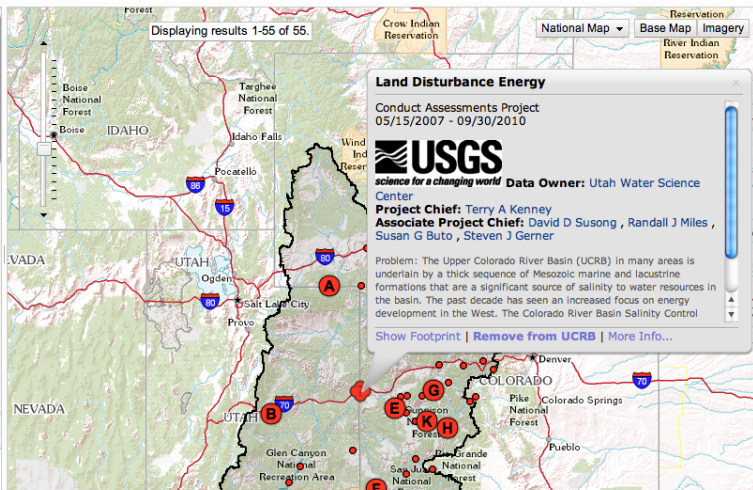 Forest
Displaying results 1-55 of 55.
Crow Indian
Reservation
Reservation
National Map
Base Map
Imagery
River Indian
Reservation
Land Disturbance Energy
Conduct Assessments Project
05/15/2007 - 09/30/2010
USGS
science for a changing world
Data Owner: Utah Water Science
Center
Project Chief: Terry A Kenney
Associate Project Chief: David D Susong , Randall J Miles ,
Susan G Buto , Steven J Gerner
Problem: The Upper Colorado River Basin (UCRB) in many areas is
underlain by a thick sequence of Mesozoic marine and lacustrine
formations that are a significant source of salinity to water resources in
the basin. The past decade has seen an increased focus on energy
development in the West. The Colorado River Basin Salinity Control
Show Footprint | Remove from UCRB | More Info...
Boise
National
Forest
Boise
IDAHO
Targhee
National
Forest
Idaho Falls
Wind
Ind
Reser
86
Pocatello
15
VADA
UTAH
80
Ogden
A
80
Salt Lake City
Provo
Denver
COLORADO
70
G
Pike
National
Forest
Colorado Springs
NEVADA
UTAH
B
70
E
Gunnison
Forest
K
H
Pueblo
Glen Canyon
National
Recreation Area
Rio Grande
National
Forest
San Juan
National